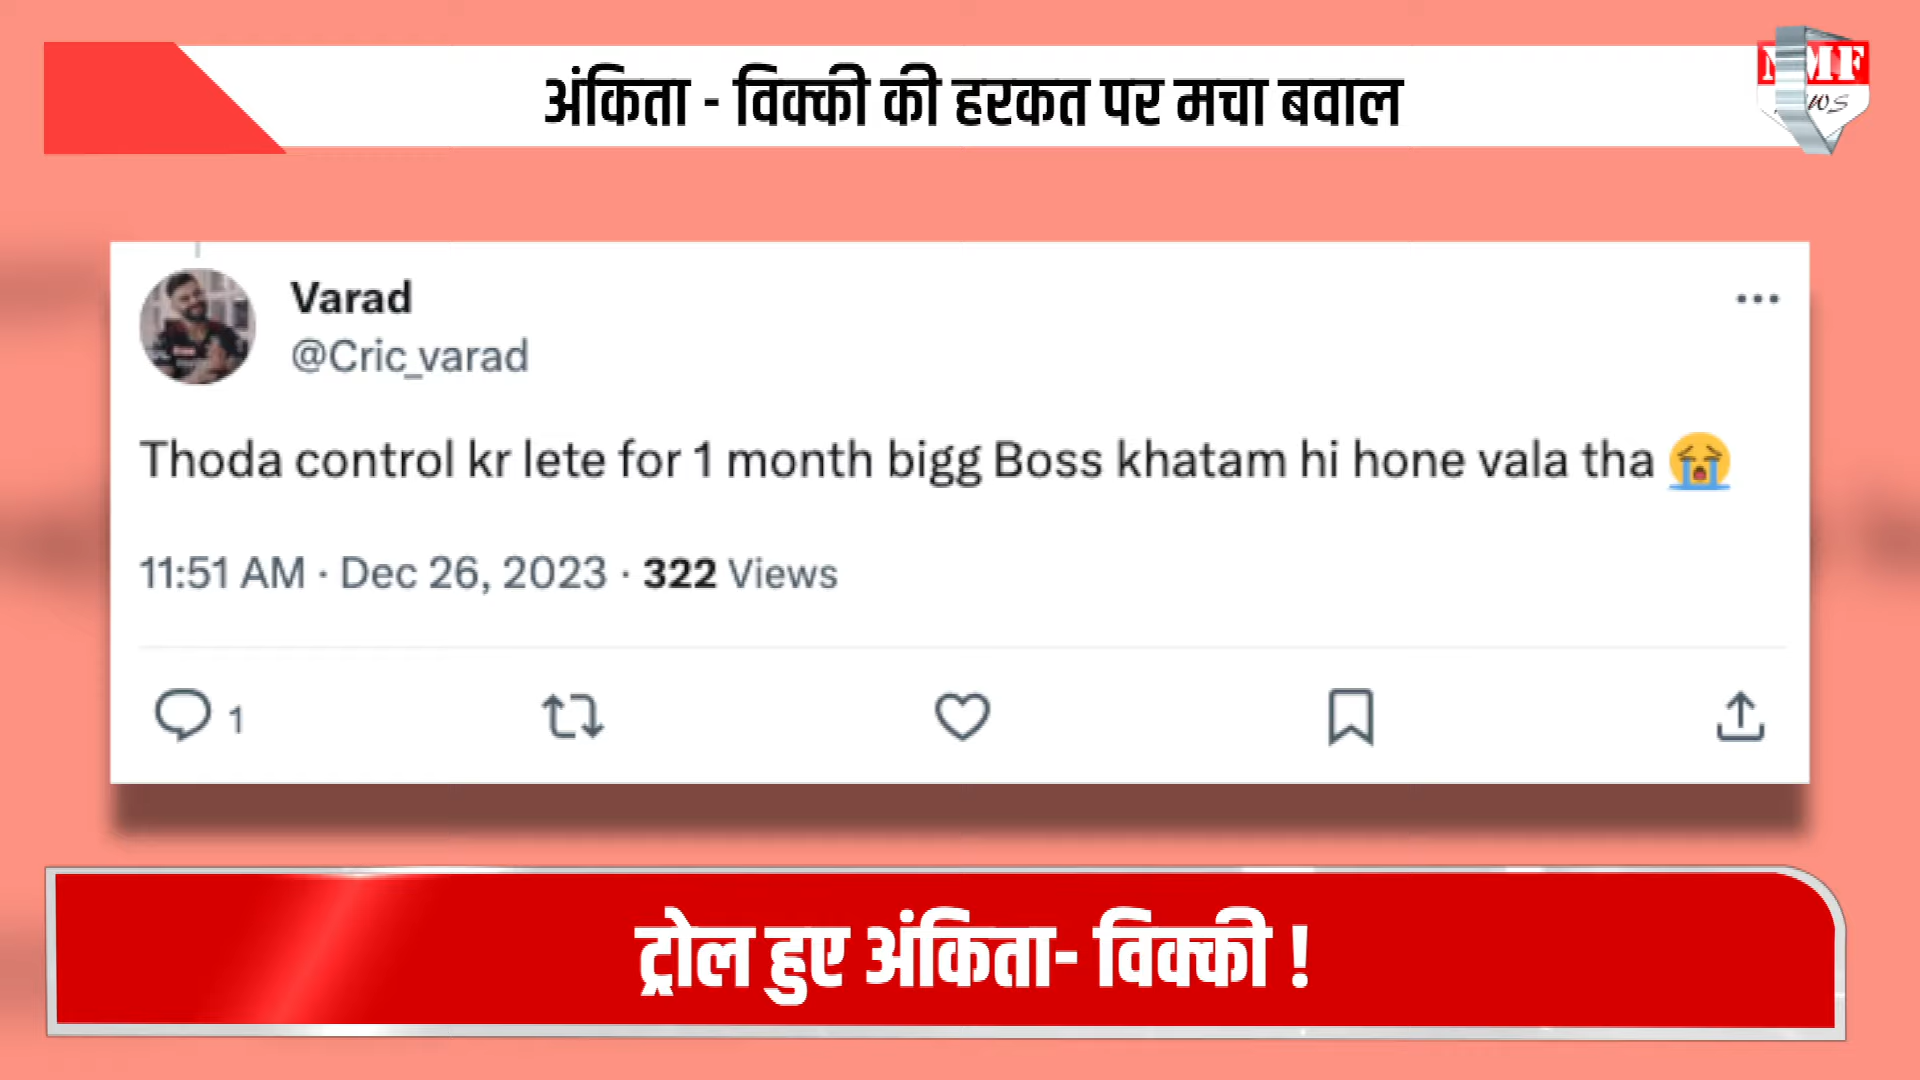 अंकिता - विक्की की हरकत पर मचा बवाल
Varad
@Cric_varad
Thoda control kr lete for 1 month bigg Boss khatam hi hone vala tha 😭
11:51 AM · Dec 26, 2023 · 322 Views
1
ट्रोल हुए अंकिता- विक्की !